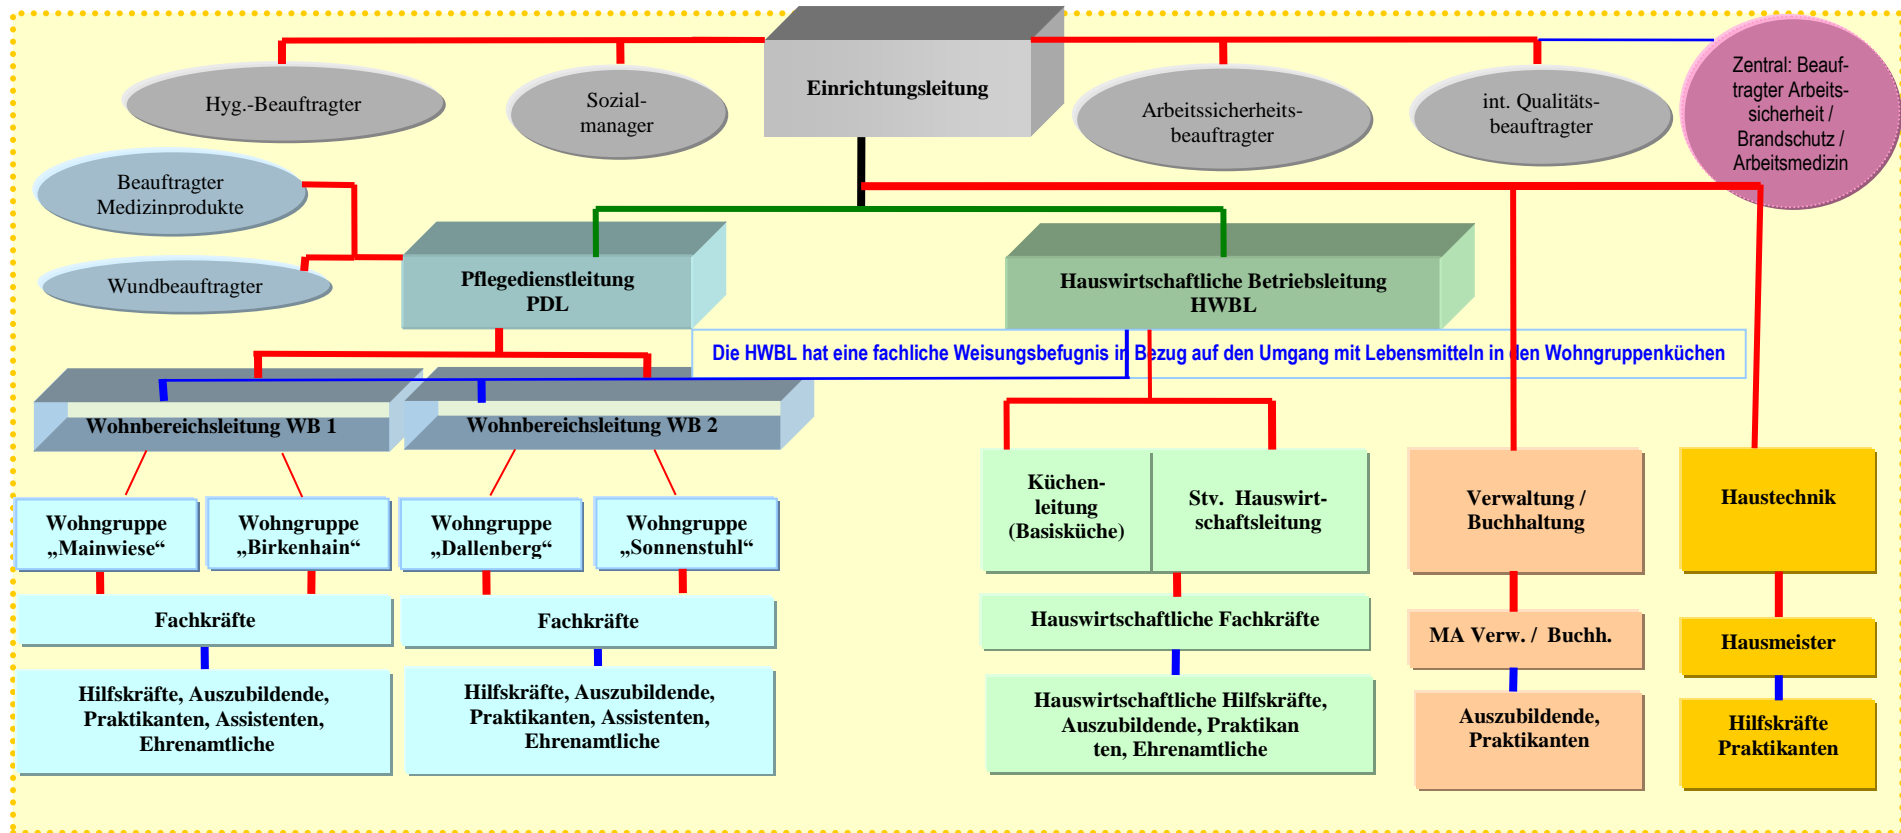 Einrichtungsleitung
Hyg.-Beauftragter
Sozial-
manager
Arbeitssicherheits-
beauftragter
int. Qualitäts-
beauftragter
Zentral: Beauf-
tragter Arbeits-
sicherheit /
Brandschutz /
Arbeitsmedizin
Beauftragter
Medizinprodukte
Wundbeauftragter
Pflegedienstleitung
PDL
Hauswirtschaftliche Betriebsleitung
HWBL
Die HWBL hat eine fachliche Weisungsbefugnis in Bezug auf den Umgang mit Lebensmitteln in den Wohngruppenküchen
Wohnbereichsleitung WB 1
Wohnbereichsleitung WB 2
Wohngruppe
„Mainwiese“
Wohngruppe
„Birkenhain“
Wohngruppe
„Dallenberg“
Wohngruppe
„Sonnenstuhl“
Küchen-
leitung
(Basisküche)
Stv. Hauswirt-
schaftsleitung
Verwaltung /
Buchhaltung
Haustechnik
Fachkräfte
Fachkräfte
Hauswirtschaftliche Fachkräfte
MA Verw. / Buchh.
Hausmeister
Hilfskräfte, Auszubildende,
Praktikanten, Assistenten,
Ehrenamtliche
Hilfskräfte, Auszubildende,
Praktikanten, Assistenten,
Ehrenamtliche
Hauswirtschaftliche Hilfskräfte,
Auszubildende, Praktikan
ten, Ehrenamtliche
Auszubildende,
Praktikanten
Hilfskräfte
Praktikanten